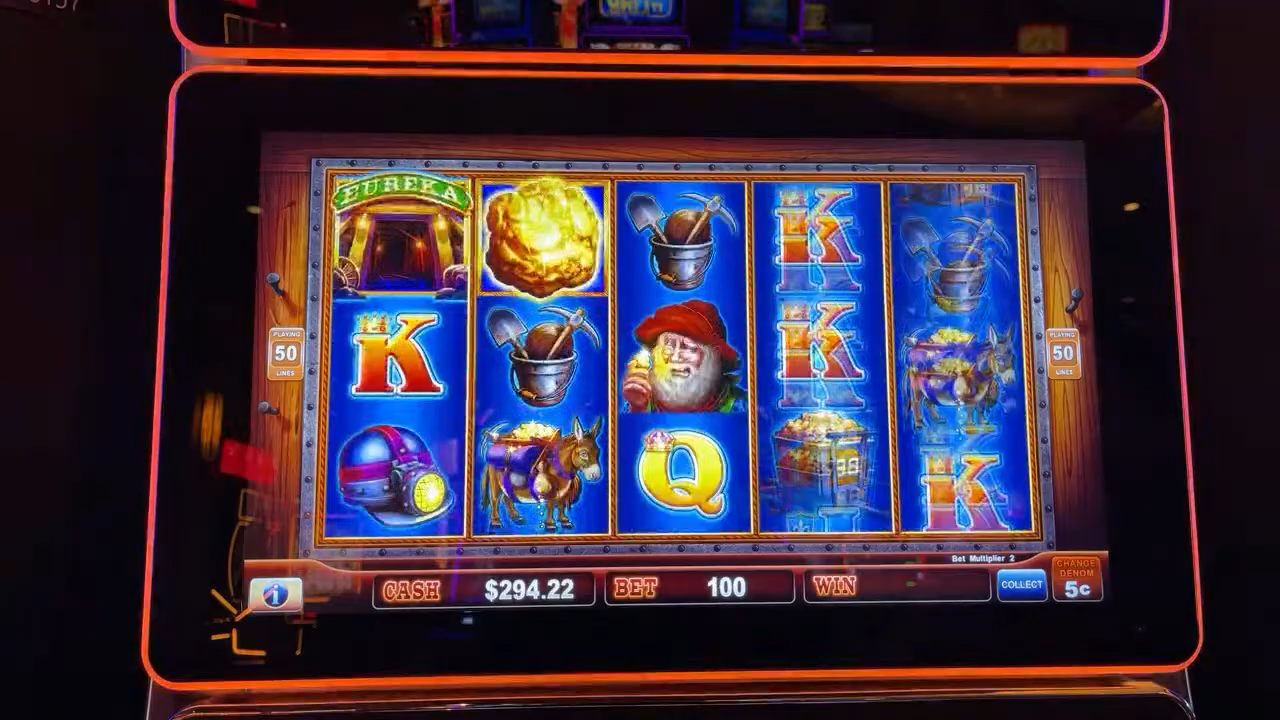 EUREKA
K
K
K
Q
K
PLAYING
50
LINES
PLAYING
50
LINES
Bet Multiplier 2
CASH $294.22
BET 100
WIN
COLLECT
CHANGE
DENOM
5¢